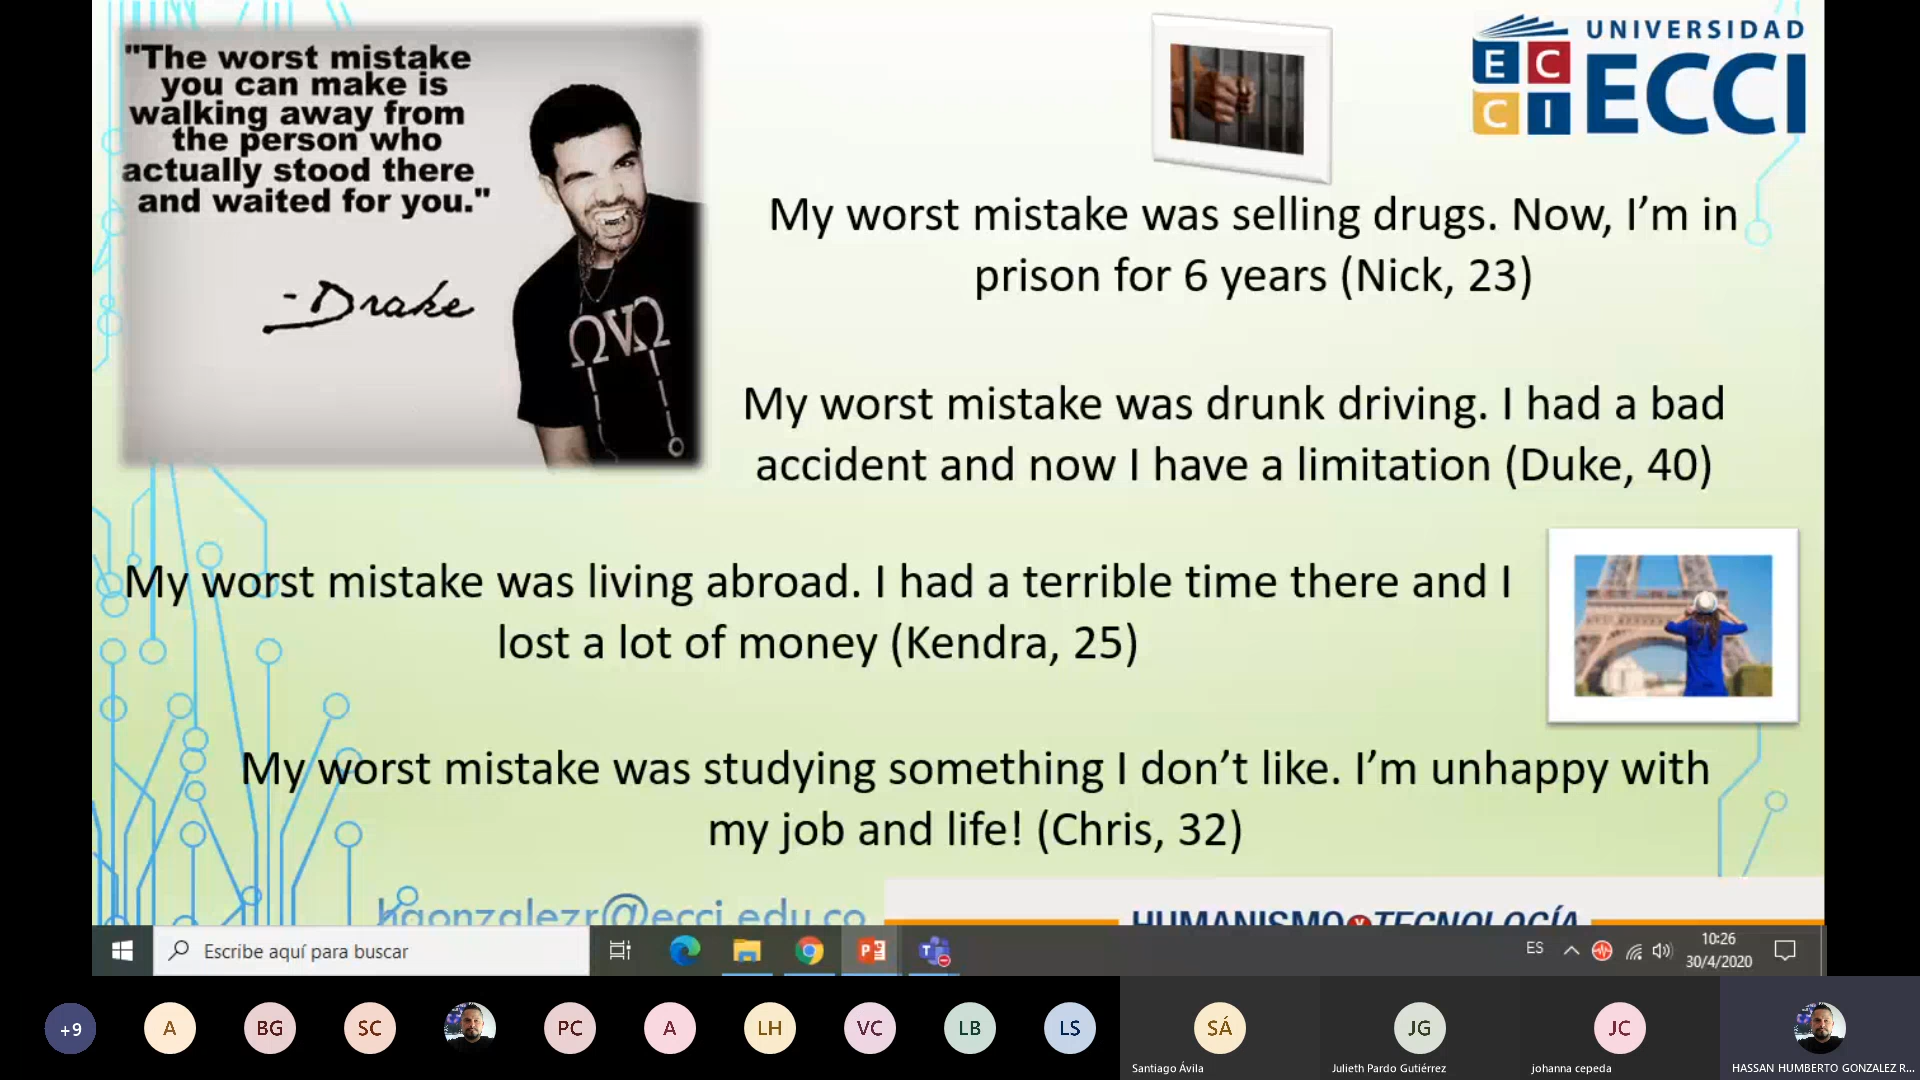 "The worst mistake
you can make is
walking away from
the person who
actually stood there
and waited for you."
-Drake
OVO
UNIVERSIDAD
E C
C I
ECCI
My worst mistake was selling drugs. Now, I'm in
prison for 6 years (Nick, 23)
My worst mistake was drunk driving. I had a bad
accident and now I have a limitation (Duke, 40)
My worst mistake was living abroad. I had a terrible time there and I
lost a lot of money (Kendra, 25)
My worst mistake was studying something I don't like. I'm unhappy with
my job and life! (Chris, 32)
hgonzalezr@ecci.edu.co
HUMANISMO Y TECNOLOGÍA
Escribe aquí para buscar
ES
10:26
30/4/2020
+9
A
BG
SC
PC
A
LH
VC
LB
LS
SÁ
JG
JC
Santiago Ávila
Julieth Pardo Gutiérrez
johanna cepeda
HASSAN HUMBERTO GONZALEZ R...